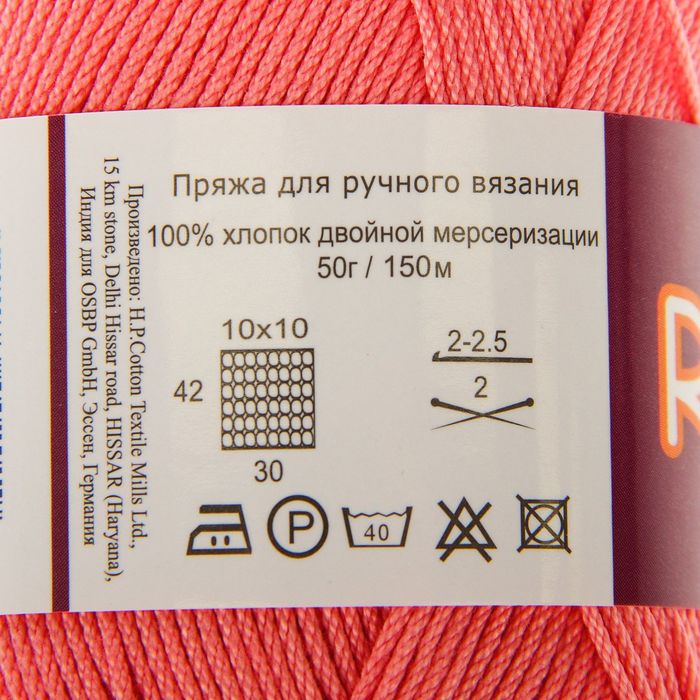 Пряжа для ручного вязания
100% хлопок двойной мерсеризации
50г / 150м
10x10
42
30
2-2.5
2
P
40
Произведено: H.P.Cotton Textile Mills Ltd.,
15 km stone, Delhi Hissar road, HISSAR (Haryana),
Индия для OSBP GmbH, Эссен, Германия
R